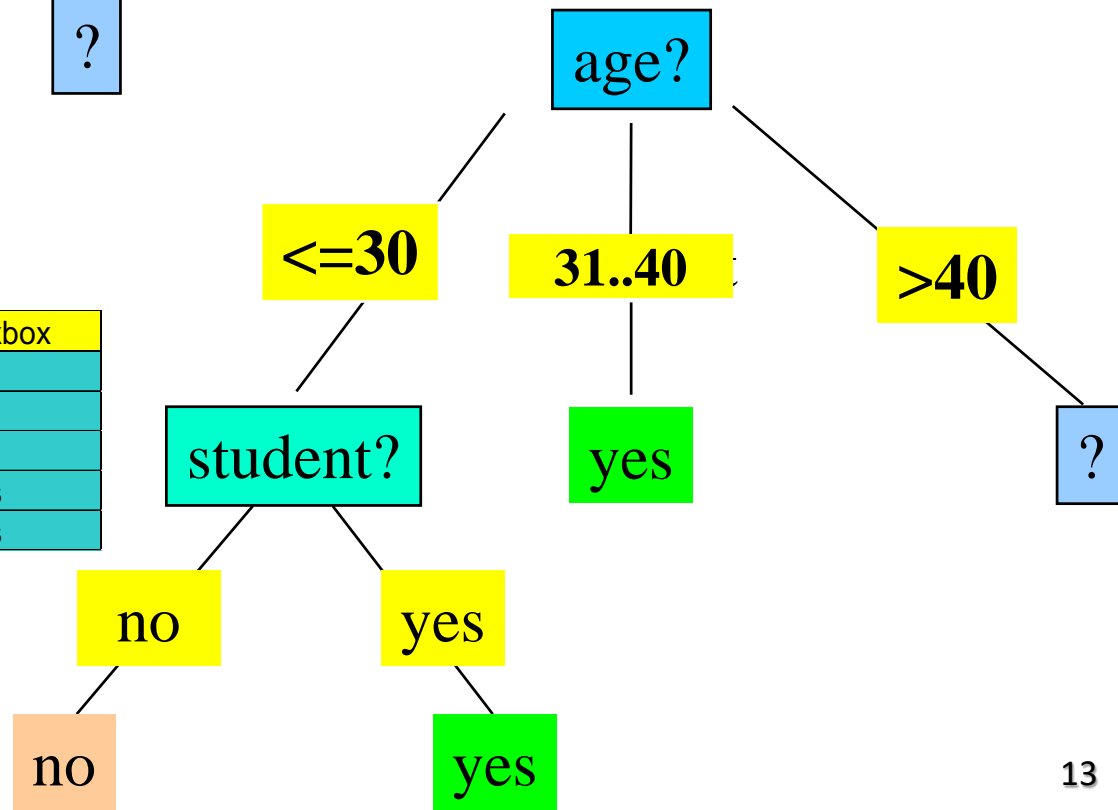 ?
age?
<=30
31..40
>40
box
student?
yes
?
no
yes
no
yes
13